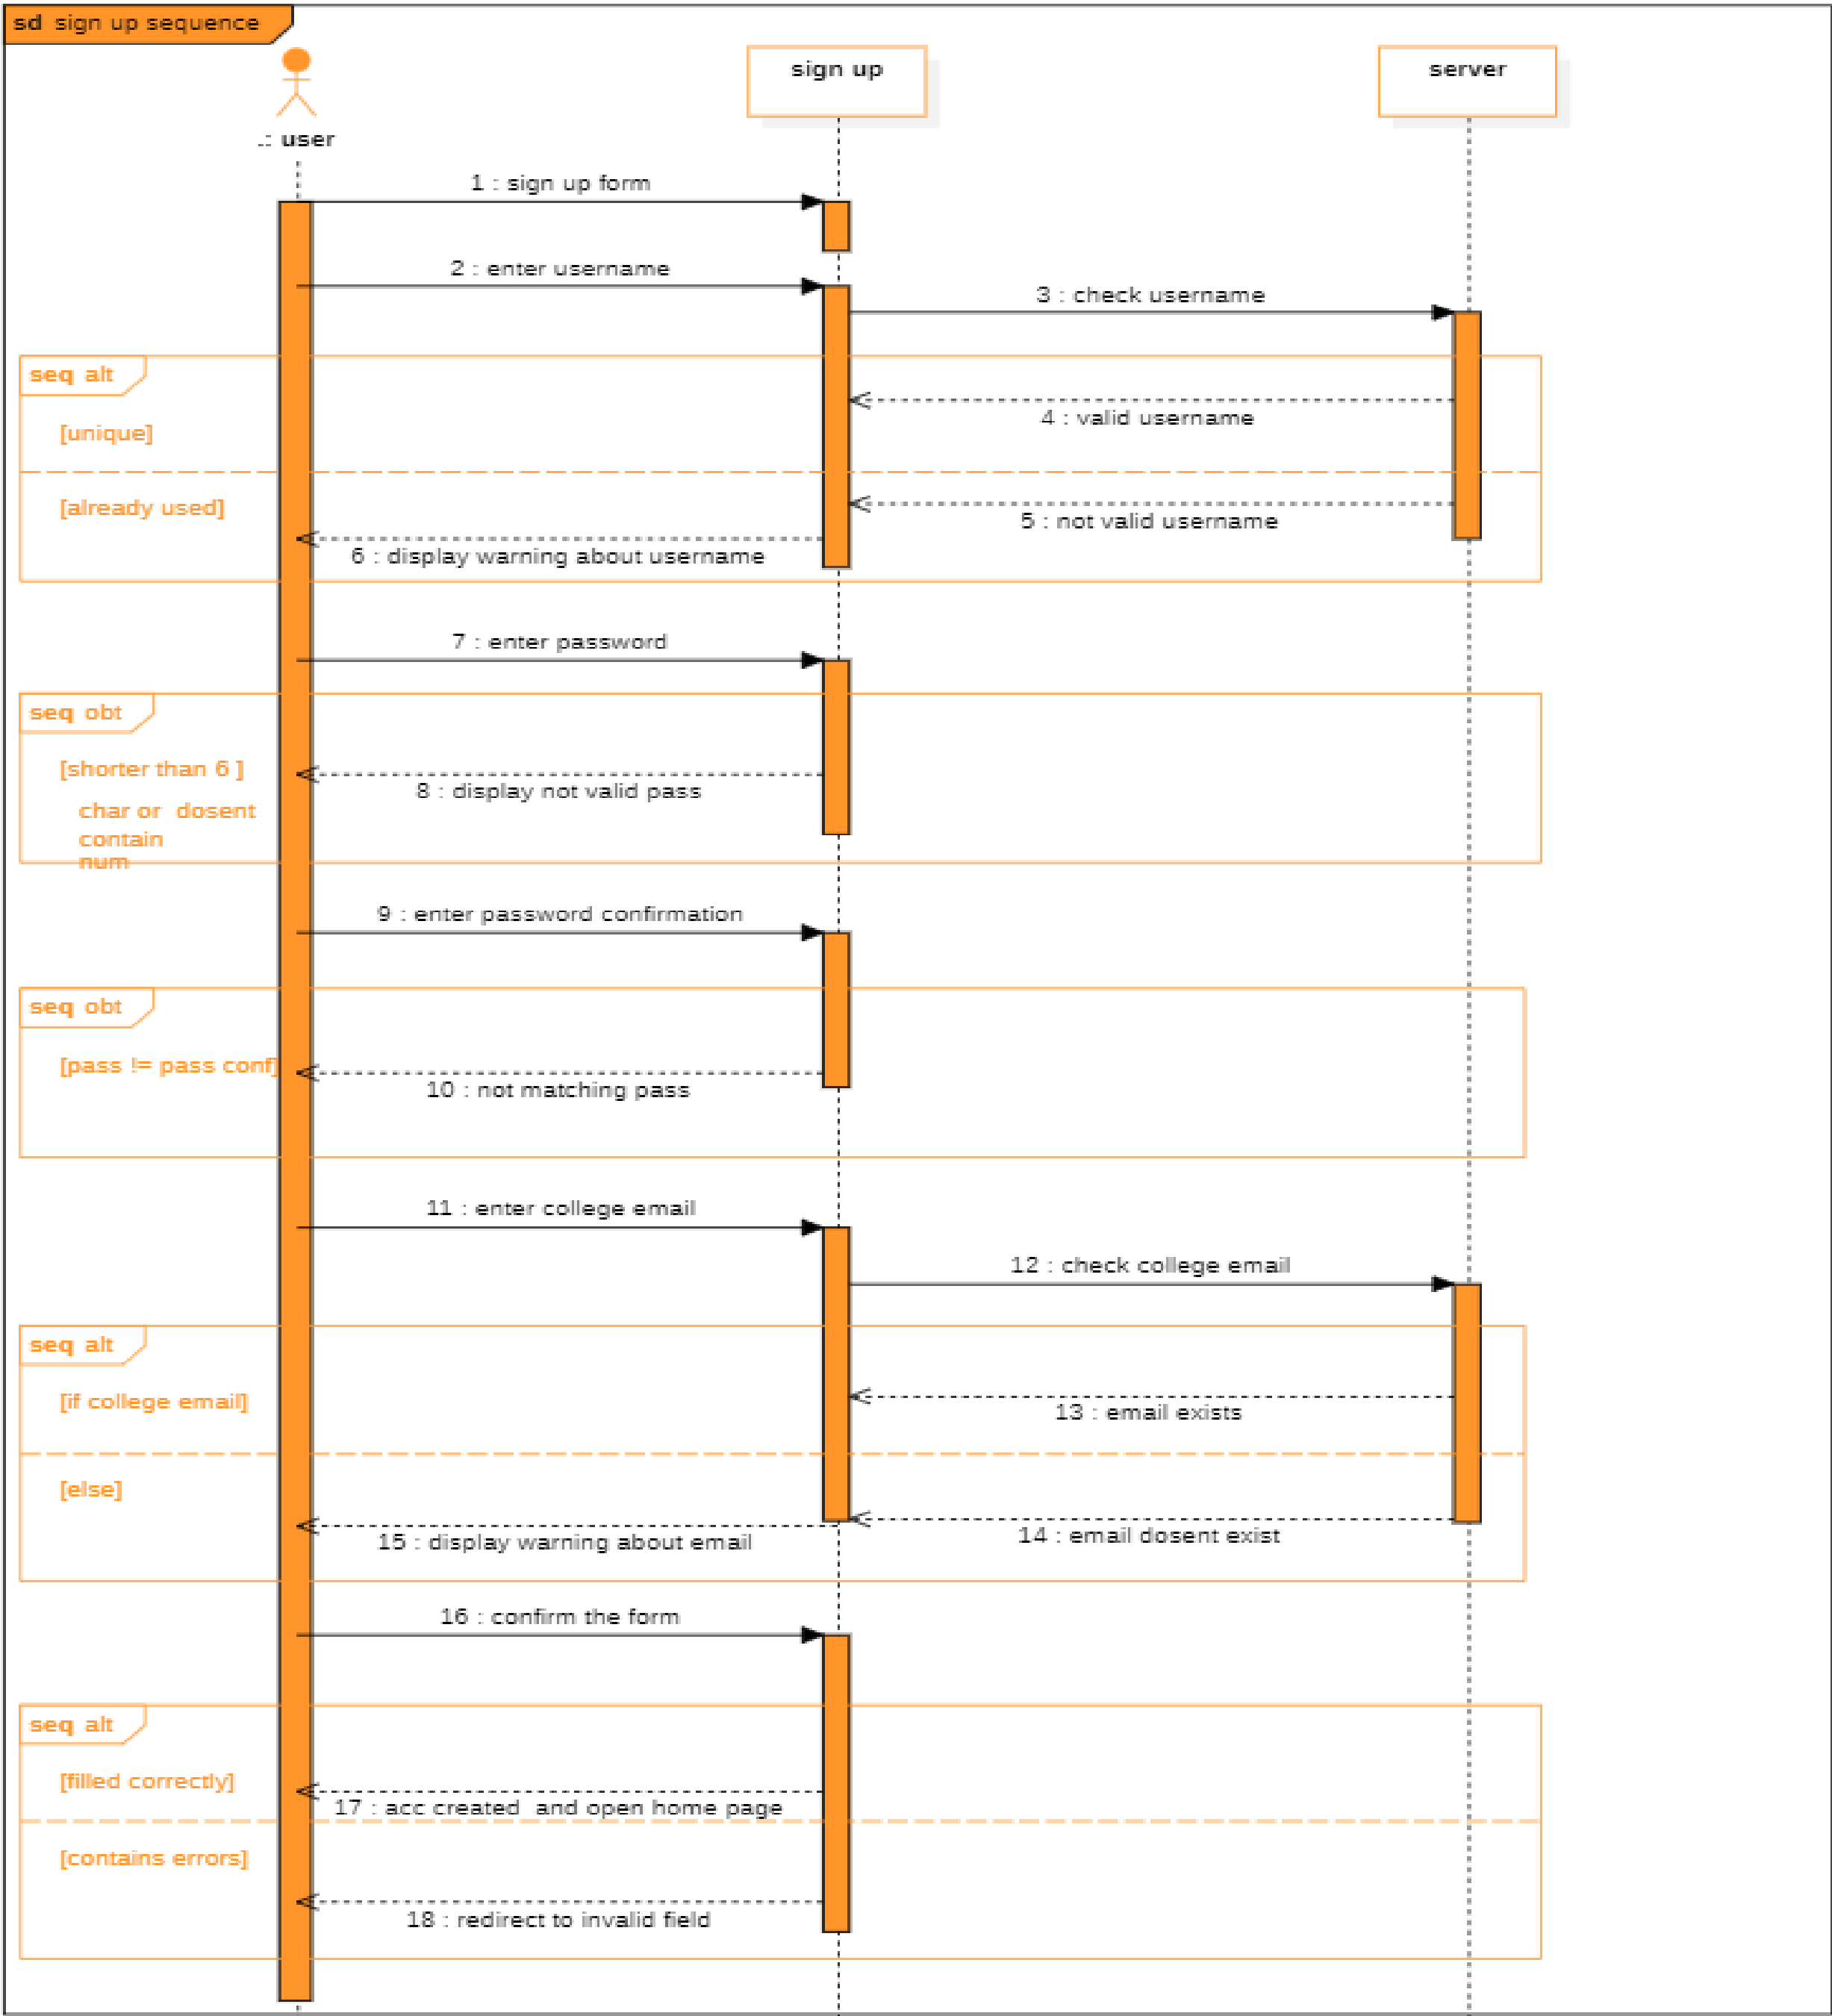 sd sign up sequence
sign up
server
.: user
1 : sign up form
2 : enter username
3 : check username
seq alt
4 : valid username
[unique]
[already used]
5 : not valid username
6 : display warning about username
7 : enter password
seq obt
[shorter than 6 ]
8 : display not valid pass
char or dosent
contain
num
9 : enter password confirmation
seq obt
[pass != pass conf]
10 : not matching pass
11 : enter college email
12 : check college email
seq alt
[if college email]
13 : email exists
[else]
14 : email dosent exist
15 : display warning about email
16 : confirm the form
seq alt
[filled correctly]
17 : acc created and open home page
[contains errors]
18 : redirect to invalid field